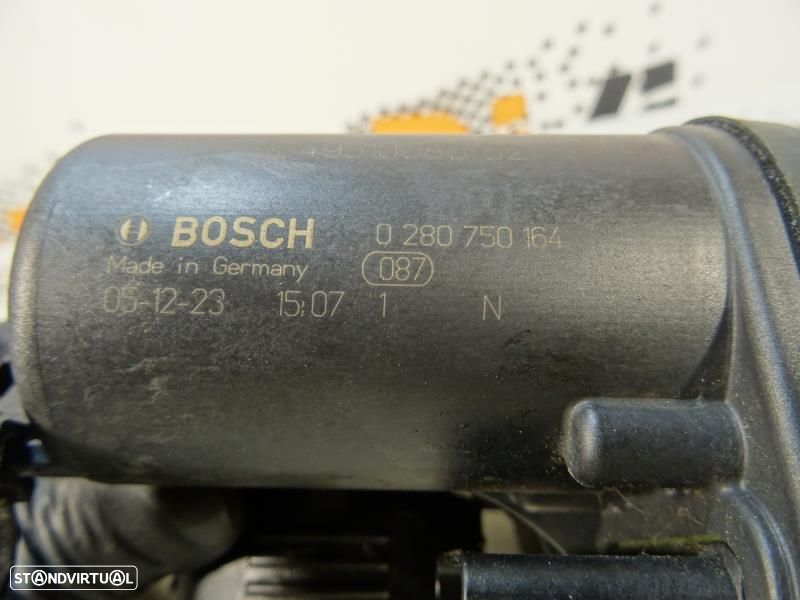 BOSCH 0 280 750 164
Made in Germany 087
05-12-23 15:07 1 N
STANDVIRTUAL